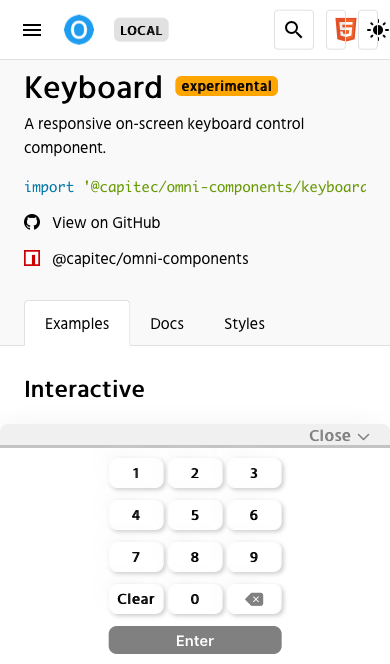 LOCAL
Keyboard experimental
A responsive on-screen keyboard control
component.
import '@capitec/omni-components/keyboard
View on GitHub
@capitec/omni-components
Examples Docs Styles
Interactive
Close
1 2 3
4 5 6
7 8 9
Clear 0
Enter